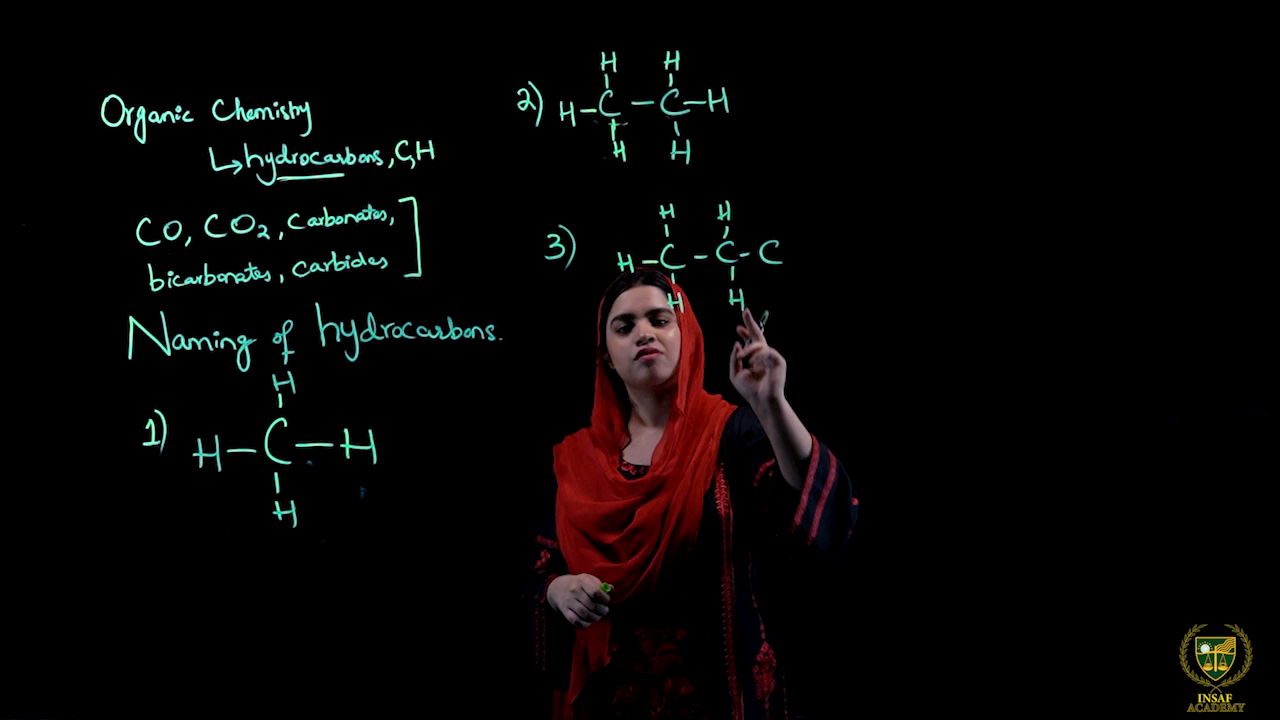 Organic Chemistry
↳ hydrocarbons, C,H
CO, CO2, carbonates,
bicarbonates, carbides ]
Naming of hydrocarbons.
1)
H
H - C - H
H
2)
H H
H - C - C - H
H H
3)
H H
H - C - C - C
H H
INSAF
ACADEMY